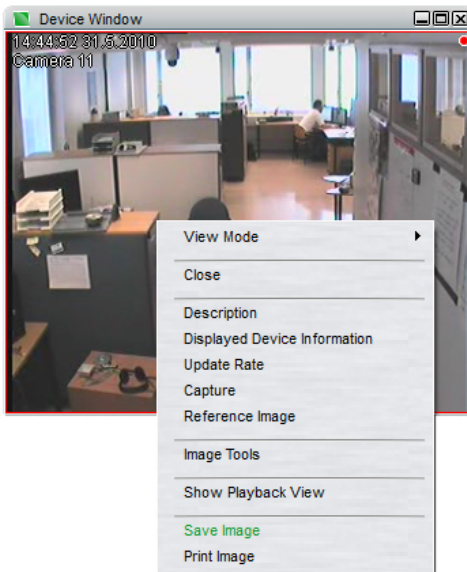 Device Window
14:44:52 31.5.2010
Camera 11
View Mode
Close
Description
Displayed Device Information
Update Rate
Capture
Reference Image
Image Tools
Show Playback View
Save Image
Print Image